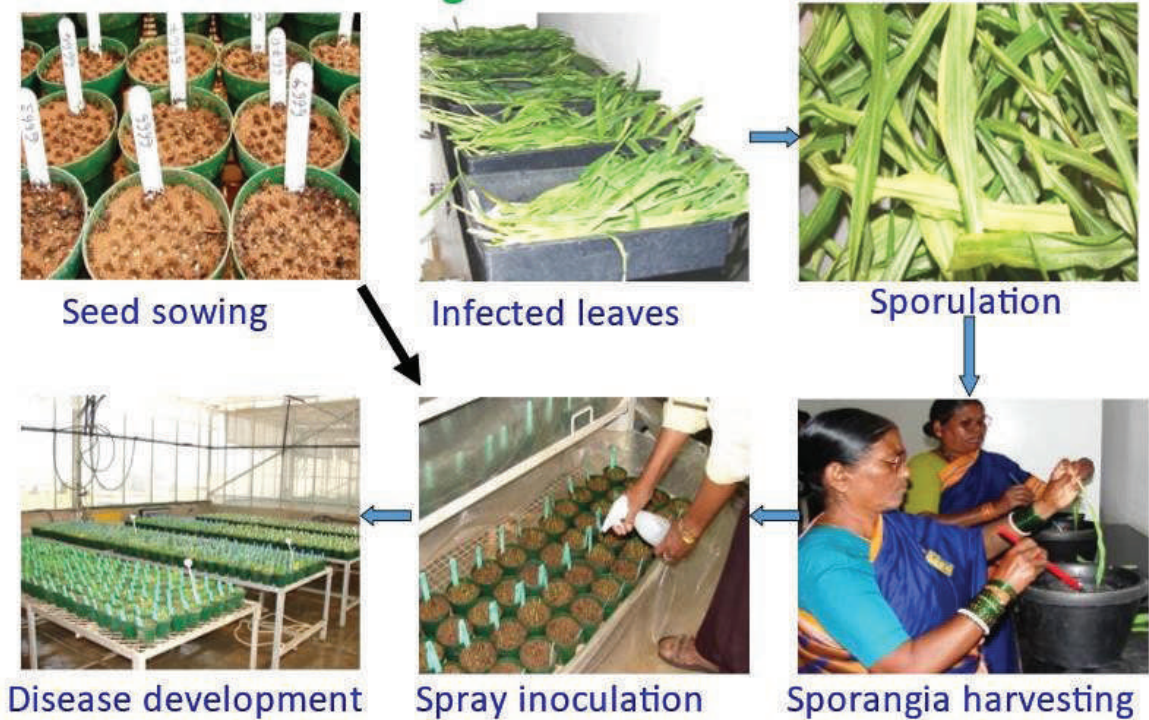 Seed sowing
Infected leaves
Sporulation
Disease development
Spray inoculation
Sporangia harvesting